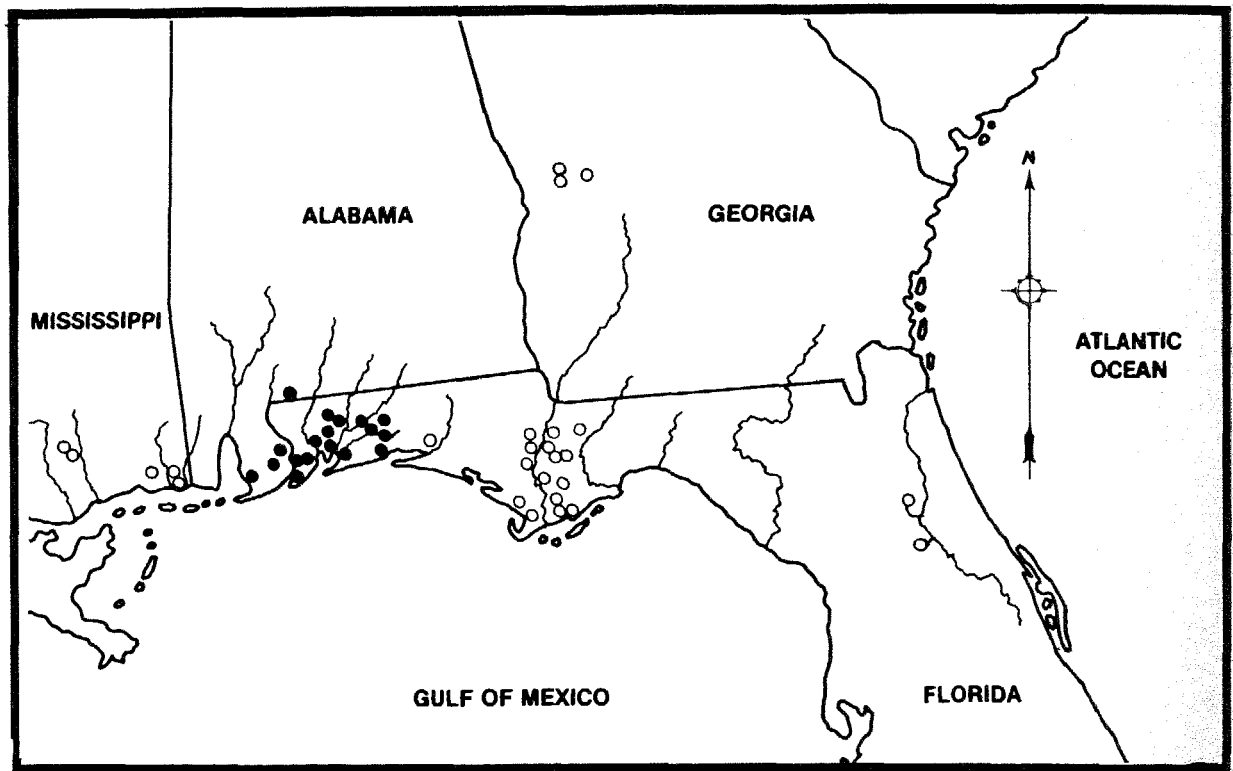 N
ALABAMA
GEORGIA
MISSISSIPPI
ATLANTIC
OCEAN
GULF OF MEXICO
FLORIDA